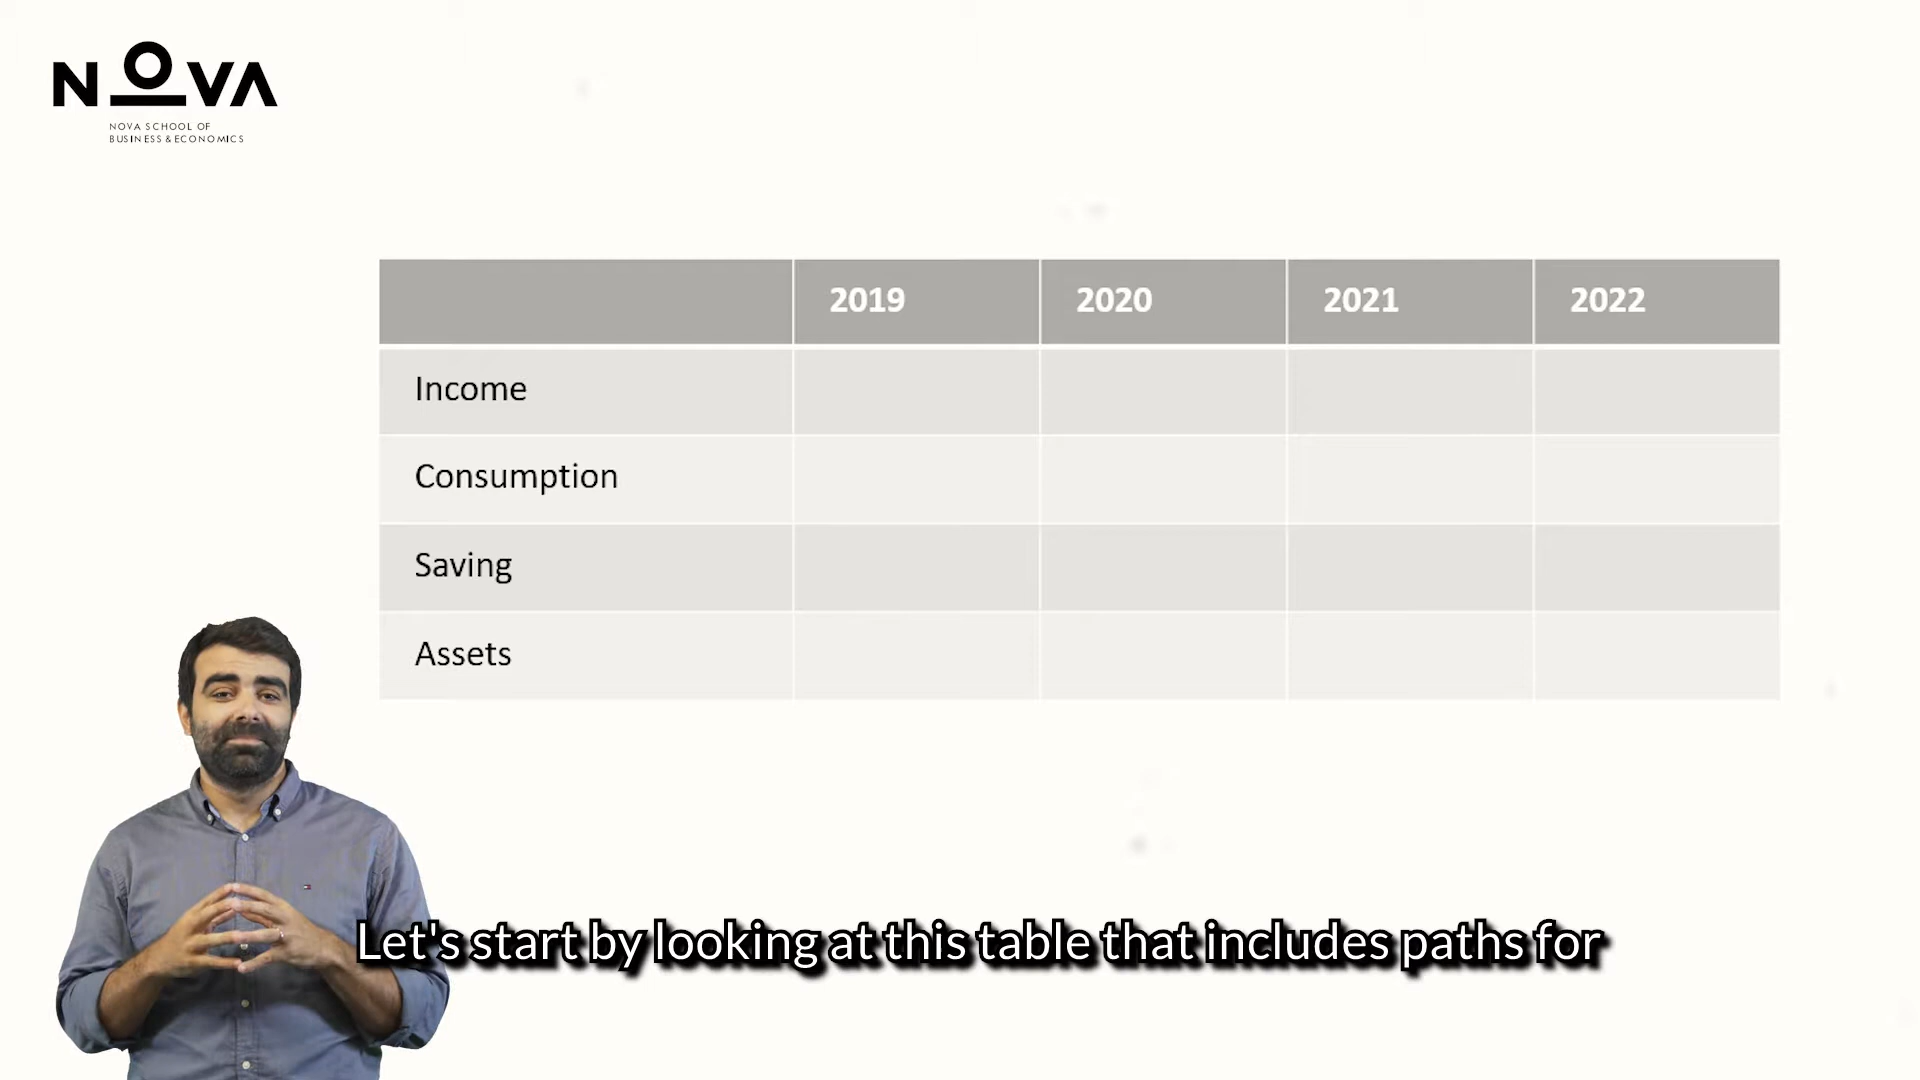 NOVA
NOVA SCHOOL OF
BUSINESS & ECONOMICS
2019 2020 2021 2022
Income
Consumption
Saving
Assets
Let's start by looking at this table that includes paths for